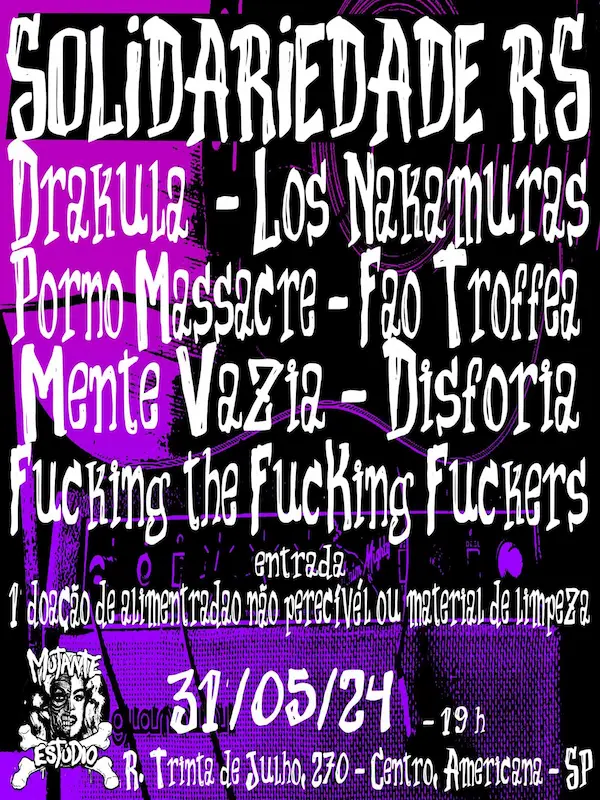 SOLiDARiEDADE RS
Drakula - Los Nakamuras
Porno Massacre - Fao Troffea
Mente Vazia - Disforia
Fucking the Fucking Fuckers
entrada
1 doação de alimentradao não perecível ou material de limpeza
MUTANTE
ESTÚDIO
31/05/24 - 19 h
R. Trinta de Julho, 270 - Centro, Americana - SP